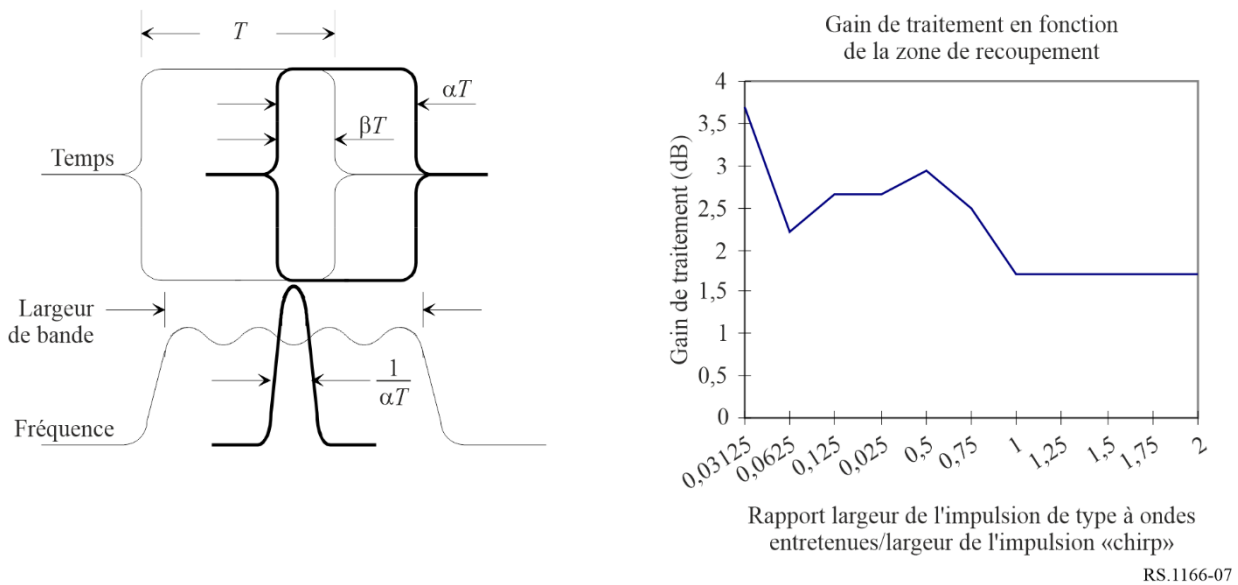 T
αT
βT
Temps
Largeur
de bande
1
αT
Fréquence
Gain de traitement en fonction
de la zone de recoupement
Gain de traitement (dB)
4
3,5
3
2,5
2
1,5
1
0,5
0
0,03125
0,0625
0,125
0,025
0,5
0,75
1
1,25
1,5
1,75
2
Rapport largeur de l'impulsion de type à ondes
entretenues/largeur de l'impulsion «chirp»
RS.1166-07